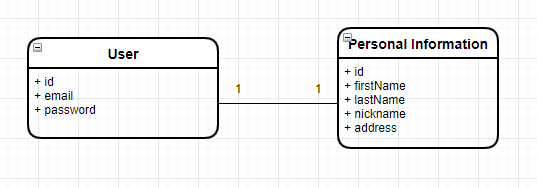 User
+ id
+ email
+ password
1
1
Personal Information
+ id
+ firstName
+ lastName
+ nickname
+ address